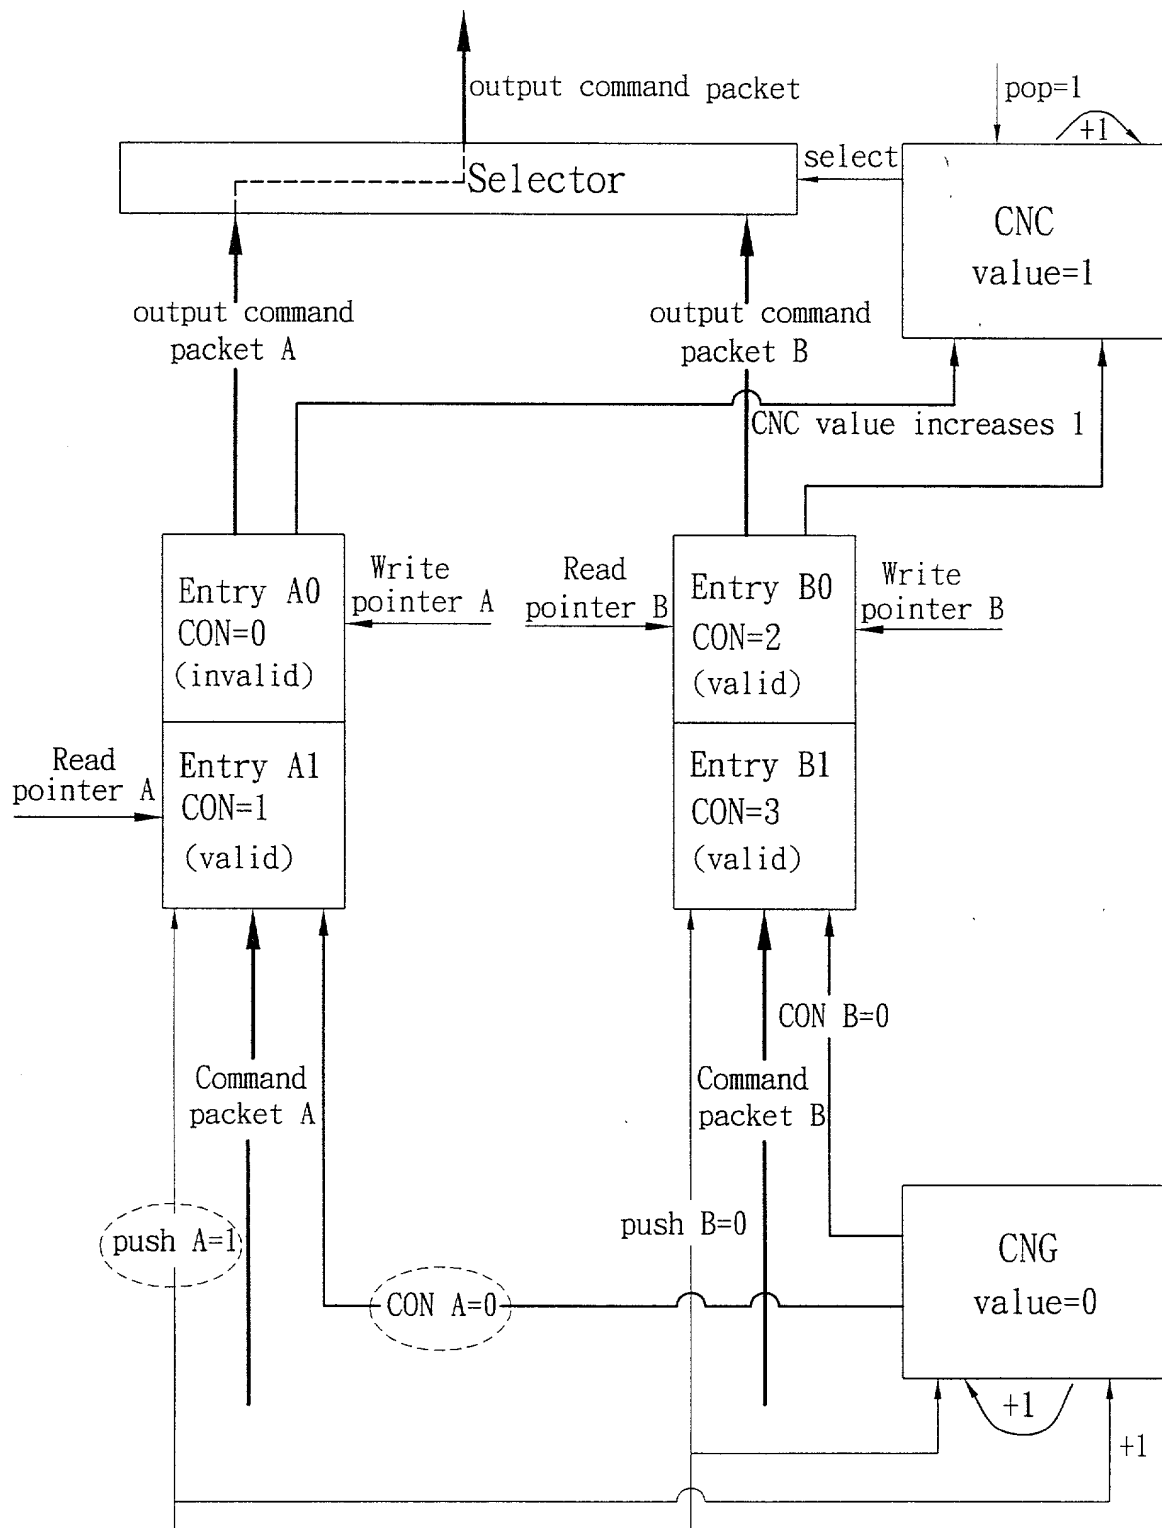 output command packet
pop=1
+1
select
Selector
CNC
value=1
output command
packet A
output command
packet B
CNC value increases 1
Entry A0
CON=0
(invalid)
Write
pointer A
Read
pointer B
Entry B0
CON=2
(valid)
Write
pointer B
Read
pointer A
Entry A1
CON=1
(valid)
Entry B1
CON=3
(valid)
CON B=0
Command
packet A
Command
packet B
push A=1
push B=0
CON A=0
CNG
value=0
+1
+1